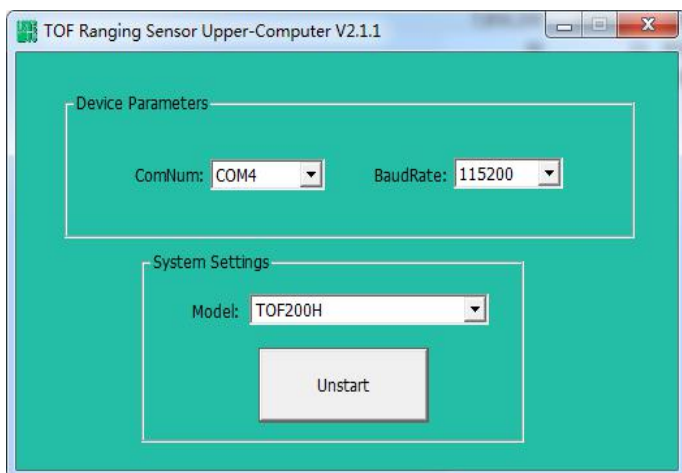 TOF Ranging Sensor Upper-Computer V2.1.1
Device Parameters
ComNum: COM4 BaudRate: 115200
System Settings
Model: TOF200H
Unstart